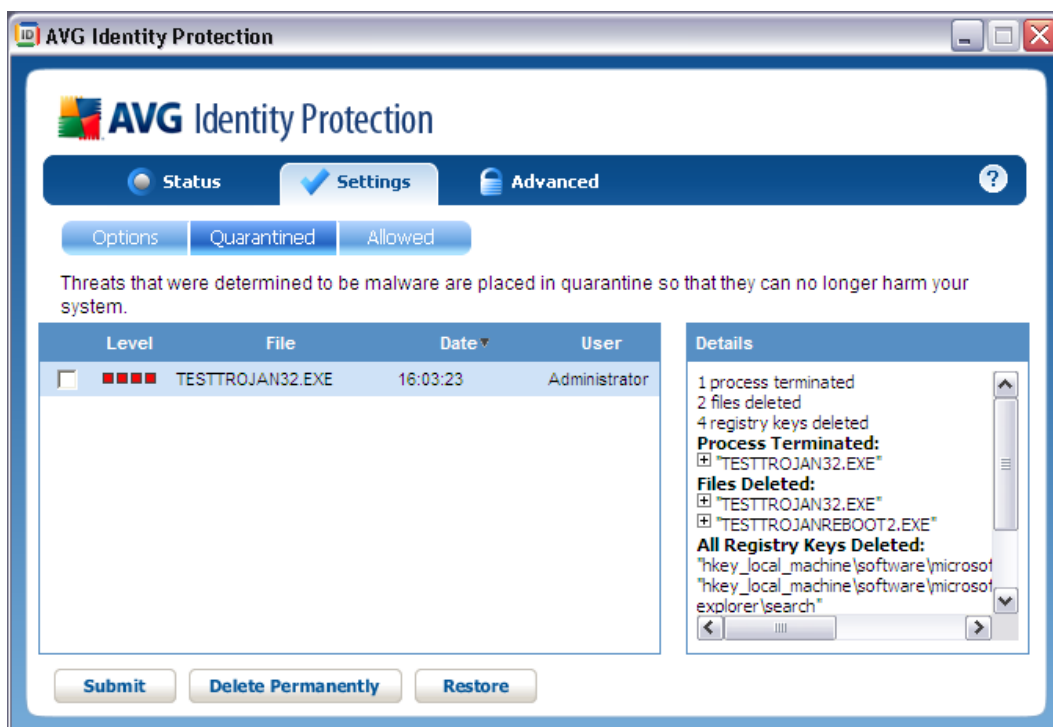 ID AVG Identity Protection
AVG Identity Protection
Status Settings Advanced ?
Options Quarantined Allowed
Threats that were determined to be malware are placed in quarantine so that they can no longer harm your
system.
Level File Date User
TESTTROJAN32.EXE 16:03:23 Administrator
Details
1 process terminated
2 files deleted
4 registry keys deleted
Process Terminated:
"TESTTROJAN32.EXE"
Files Deleted:
"TESTTROJAN32.EXE"
"TESTTROJANREBOOT2.EXE"
All Registry Keys Deleted:
"hkey_local_machine\software\microsof
"hkey_local_machine\software\microsof
explorer\search"
Submit Delete Permanently Restore